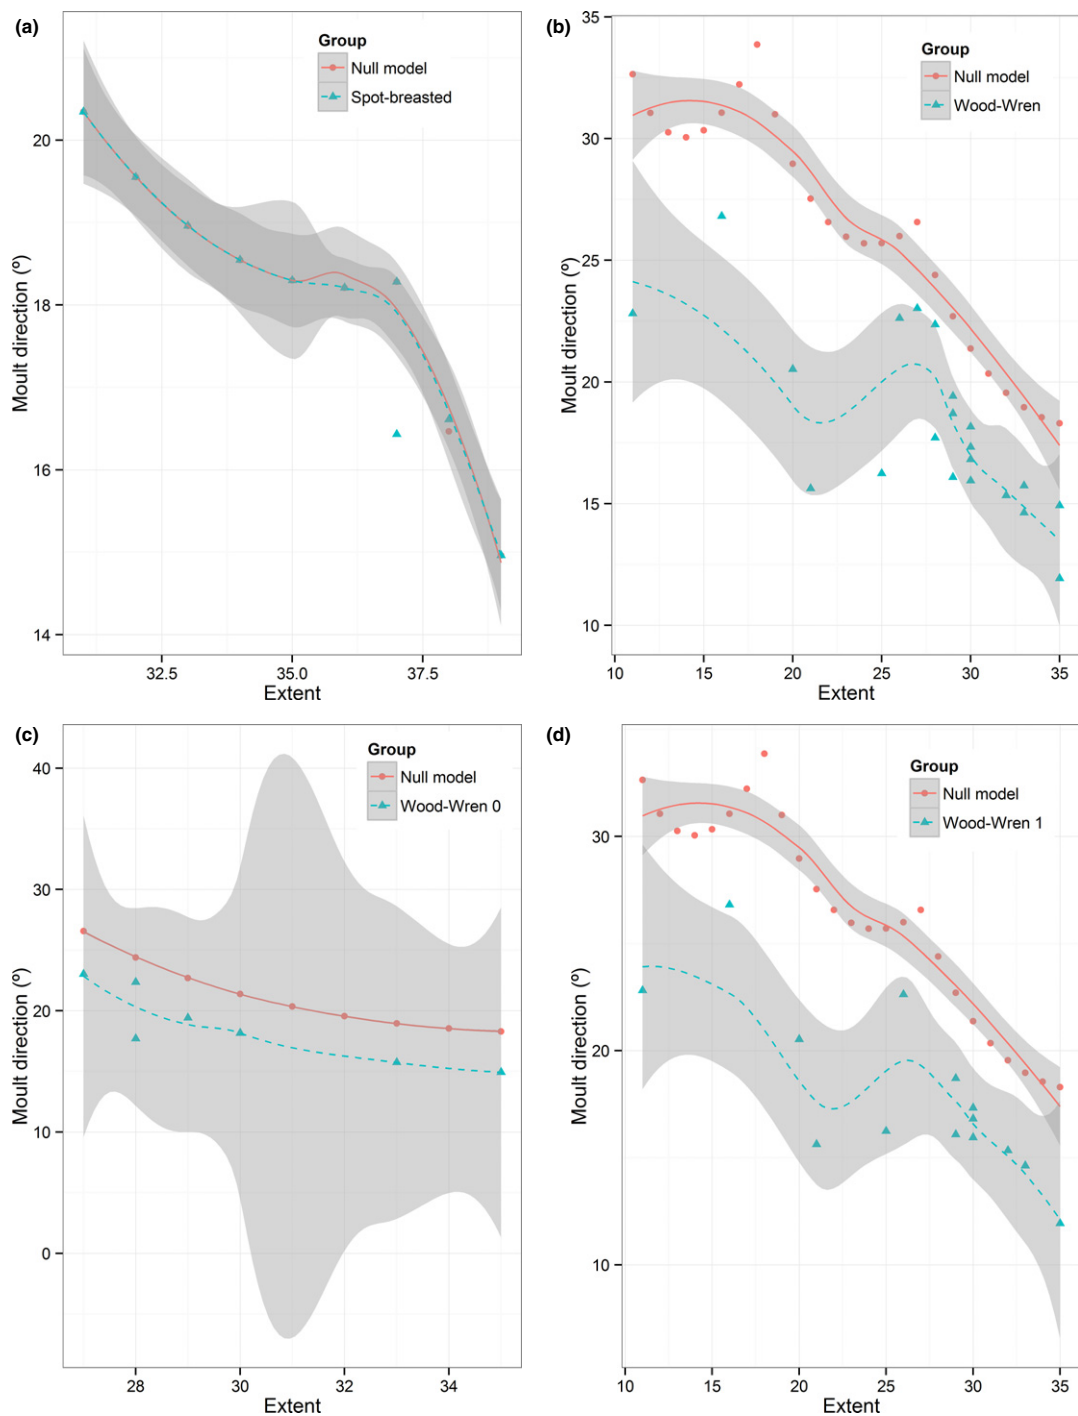 (a)
Group
Null model
Spot-breasted
20
18
16
14
Moult direction (º)
32.5
35.0
37.5
Extent
(b)
Group
Null model
Wood-Wren
35
30
25
20
15
10
Moult direction (º)
10
15
20
25
30
35
Extent
(c)
Group
Null model
Wood-Wren 0
40
30
20
10
0
Moult direction (º)
28
30
32
34
Extent
(d)
Group
Null model
Wood-Wren 1
30
20
10
Moult direction (º)
10
15
20
25
30
35
Extent